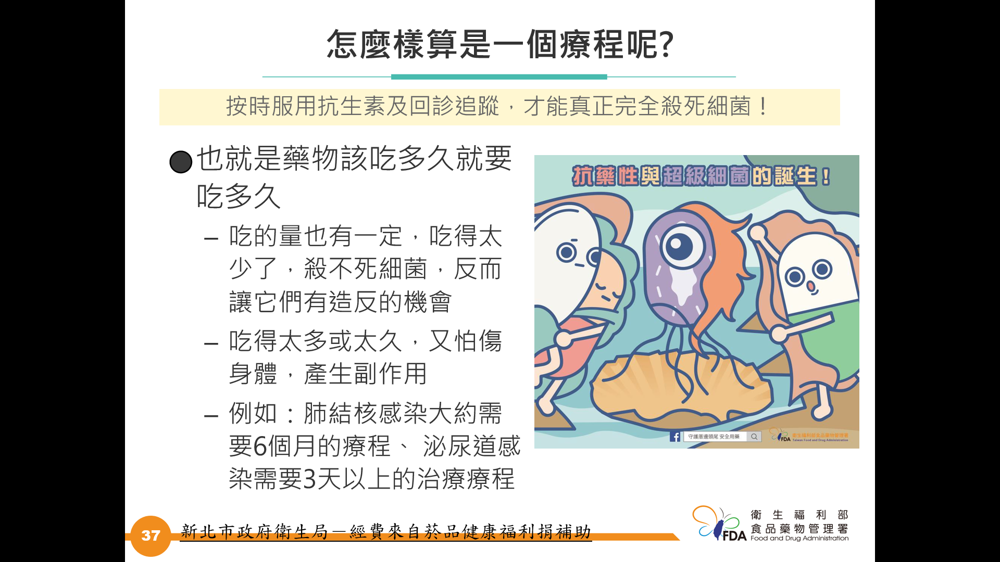 怎麼樣算是一個療程呢?
按時服用抗生素及回診追蹤，才能真正完全殺死細菌！
●也就是藥物該吃多久就要
吃多久
– 吃的量也有一定，吃得太
少了，殺不死細菌，反而
讓它們有造反的機會
– 吃得太多或太久，又怕傷
身體，產生副作用
– 例如：肺結核感染大約需
要6個月的療程、 泌尿道感
染需要3天以上的治療療程
抗藥性與超級細菌的誕生！
守護厝邊頭尾 安全用藥
FDA
衛生福利部食品藥物管理署
Taiwan Food and Drug Administration
37
新北市政府衛生局－經費來自菸品健康福利捐補助
FDA
衛生福利部
食品藥物管理署
Food and Drug Administration